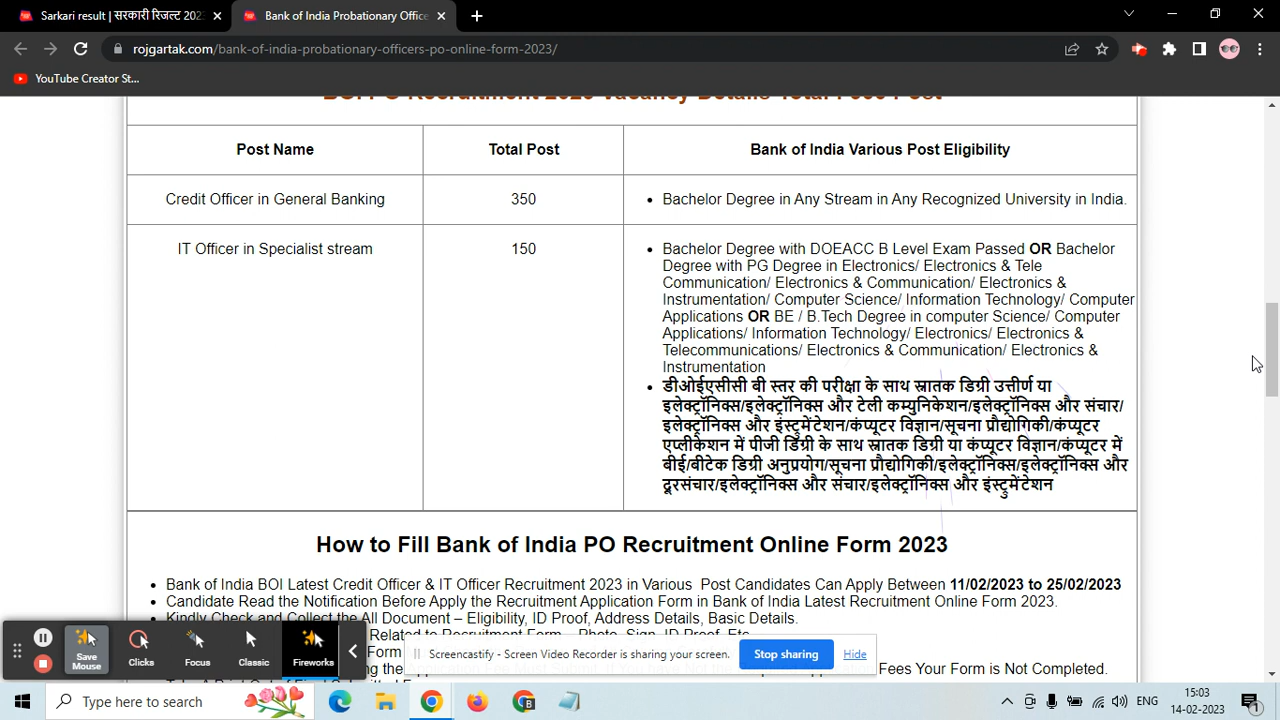 Sarkari result | सरकारी रिजल्ट 202
Bank of India Probationary Office
rojgartak.com/bank-of-india-probationary-officers-po-online-form-2023/
YouTube Creator St...
Post Name
Total Post
Bank of India Various Post Eligibility
Credit Officer in General Banking
350
Bachelor Degree in Any Stream in Any Recognized University in India.
IT Officer in Specialist stream
150
Bachelor Degree with DOEACC B Level Exam Passed OR Bachelor
Degree with PG Degree in Electronics/ Electronics & Tele
Communication/ Electronics & Communication/ Electronics &
Instrumentation/ Computer Science/ Information Technology/ Computer
Applications OR BE / B.Tech Degree in computer Science/ Computer
Applications/ Information Technology/ Electronics/ Electronics &
Telecommunications/ Electronics & Communication/ Electronics &
Instrumentation
डीओईएसीसी बी स्तर की परीक्षा के साथ स्नातक डिग्री उत्तीर्ण या
इलेक्ट्रॉनिक्स/इलेक्ट्रॉनिक्स और टेली कम्युनिकेशन/इलेक्ट्रॉनिक्स और संचार/
इलेक्ट्रॉनिक्स और इंस्ट्रूमेंटेशन/कंप्यूटर विज्ञान/सूचना प्रौद्योगिकी/कंप्यूटर
एप्लीकेशन में पीजी डिग्री के साथ स्नातक डिग्री या कंप्यूटर विज्ञान/कंप्यूटर में
बीई/बीटेक डिग्री अनुप्रयोग/सूचना प्रौद्योगिकी/इलेक्ट्रॉनिक्स/इलेक्ट्रॉनिक्स और
दूरसंचार/इलेक्ट्रॉनिक्स और संचार/इलेक्ट्रॉनिक्स और इंस्ट्रूमेंटेशन
How to Fill Bank of India PO Recruitment Online Form 2023
Bank of India BOI Latest Credit Officer & IT Officer Recruitment 2023 in Various Post Candidates Can Apply Between 11/02/2023 to 25/02/2023
Candidate Read the Notification Before Apply the Recruitment Application Form in Bank of India Latest Recruitment Online Form 2023.
Kindly Check and Collect the All Document – Eligibility, ID Proof, Address Details, Basic Details.
Form
Fees Your Form is Not Completed.
Save Mouse
Clicks
Focus
Classic
Fireworks
Screencastify - Screen Video Recorder is sharing your screen.
Stop sharing
Hide
Type here to search
ENG
15:03
14-02-2023
1